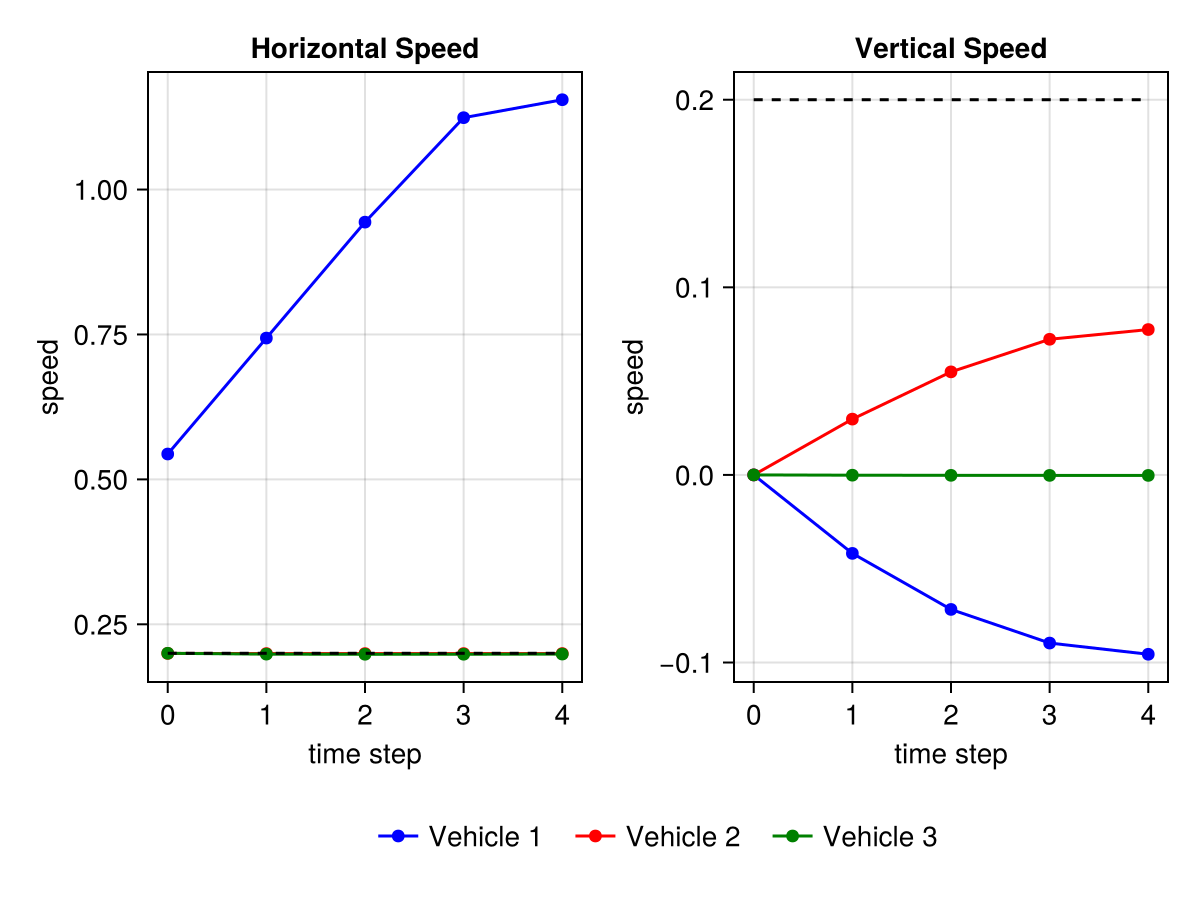 Horizontal Speed
1.00
0.75
0.50
0.25
speed
0 1 2 3 4
time step
Vertical Speed
0.2
0.1
0.0
−0.1
speed
0 1 2 3 4
time step
Vehicle 1 Vehicle 2 Vehicle 3